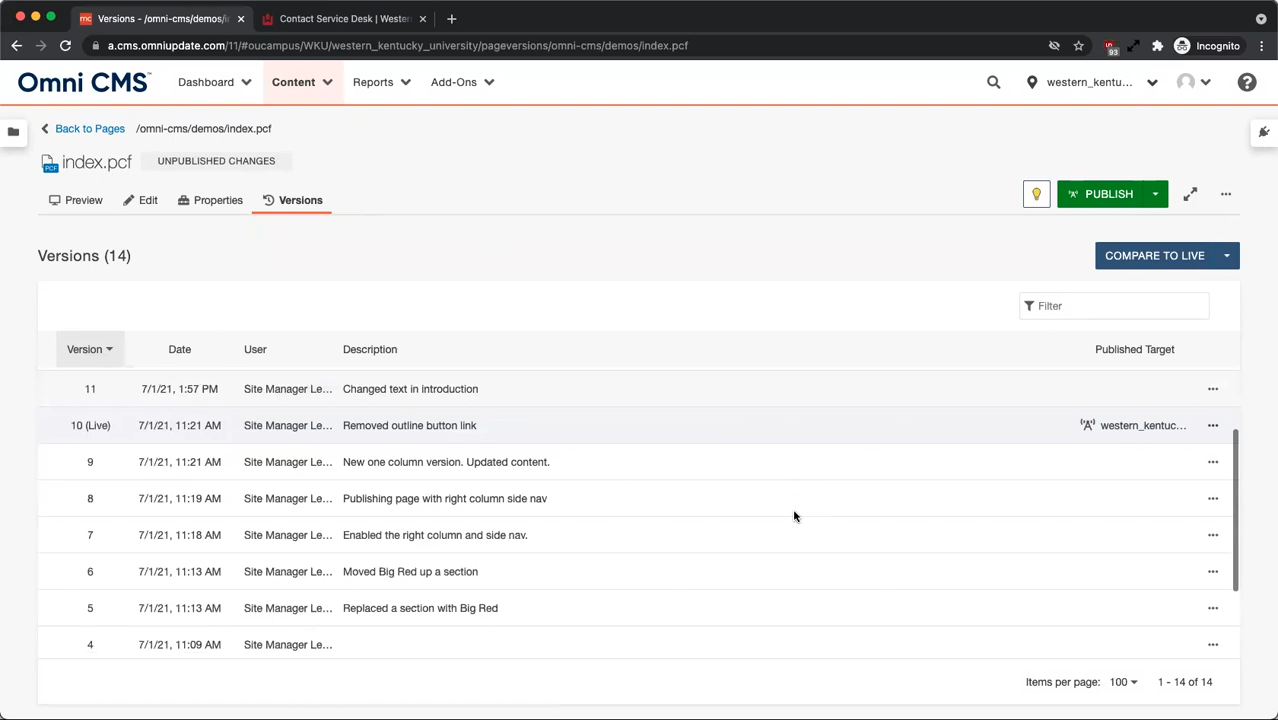 Versions - /omni-cms/demos/i
Contact Service Desk | Wester
a.cms.omniupdate.com/11/#oucampus/WKU/western_kentucky_university/pageversions/omni-cms/demos/index.pcf
93
Incognito
Omni CMS
Dashboard
Content
Reports
Add-Ons
western_kentu...
Back to Pages
/omni-cms/demos/index.pcf
PCF
index.pcf
UNPUBLISHED CHANGES
Preview
Edit
Properties
Versions
PUBLISH
Versions (14)
COMPARE TO LIVE
Filter
Version Date User Description Published Target
11 7/1/21, 1:57 PM Site Manager Le... Changed text in introduction
10 (Live) 7/1/21, 11:21 AM Site Manager Le... Removed outline button link western_kentuc...
9 7/1/21, 11:21 AM Site Manager Le... New one column version. Updated content.
8 7/1/21, 11:19 AM Site Manager Le... Publishing page with right column side nav
7 7/1/21, 11:18 AM Site Manager Le... Enabled the right column and side nav.
6 7/1/21, 11:13 AM Site Manager Le... Moved Big Red up a section
5 7/1/21, 11:13 AM Site Manager Le... Replaced a section with Big Red
4 7/1/21, 11:09 AM Site Manager Le...
Items per page: 100 1 - 14 of 14